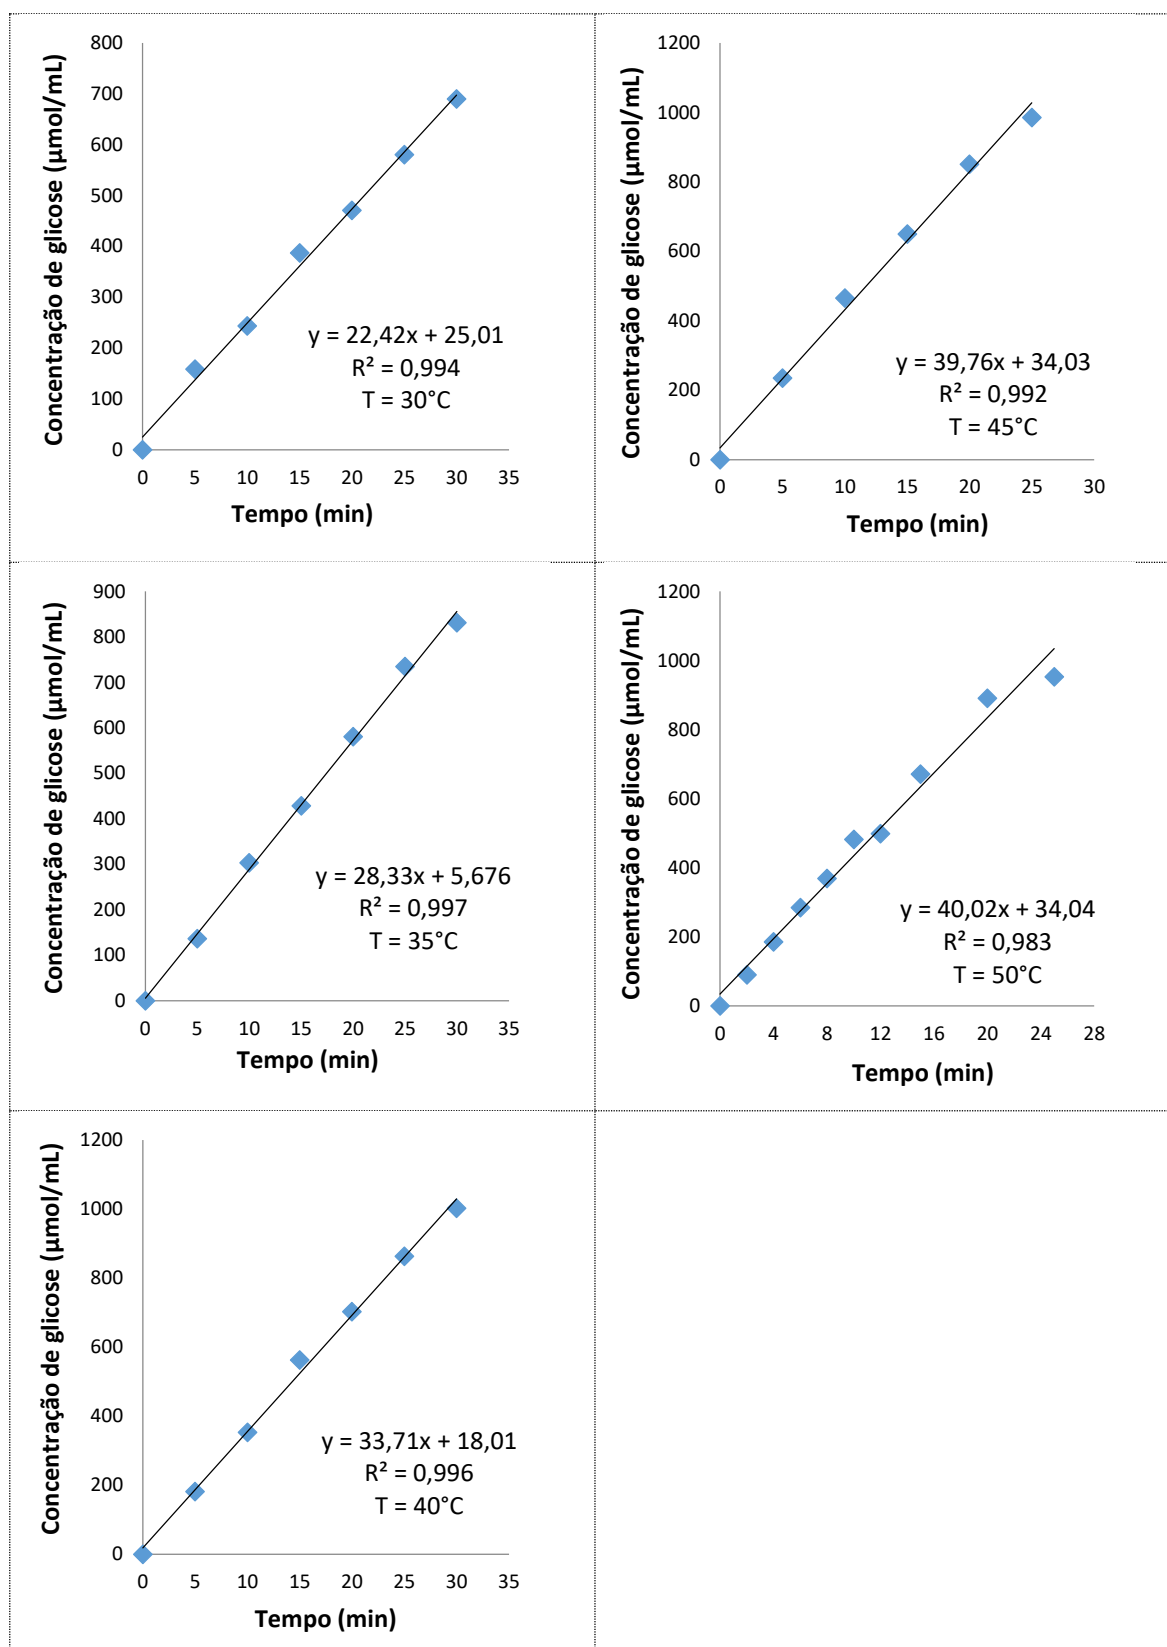 Concentração de glicose (µmol/mL)
800
700
600
500
400
300
200
100
0
y = 22,42x + 25,01
R² = 0,994
T = 30°C
0 5 10 15 20 25 30 35
Tempo (min)
Concentração de glicose (µmol/mL)
1200
1000
800
600
400
200
0
y = 39,76x + 34,03
R² = 0,992
T = 45°C
0 5 10 15 20 25 30
Tempo (min)
Concentração de glicose (µmol/mL)
900
800
700
600
500
400
300
200
100
0
y = 28,33x + 5,676
R² = 0,997
T = 35°C
0 5 10 15 20 25 30 35
Tempo (min)
Concentração de glicose (µmol/mL)
1200
1000
800
600
400
200
0
y = 40,02x + 34,04
R² = 0,983
T = 50°C
0 4 8 12 16 20 24 28
Tempo (min)
Concentração de glicose (µmol/mL)
1200
1000
800
600
400
200
0
y = 33,71x + 18,01
R² = 0,996
T = 40°C
0 5 10 15 20 25 30 35
Tempo (min)